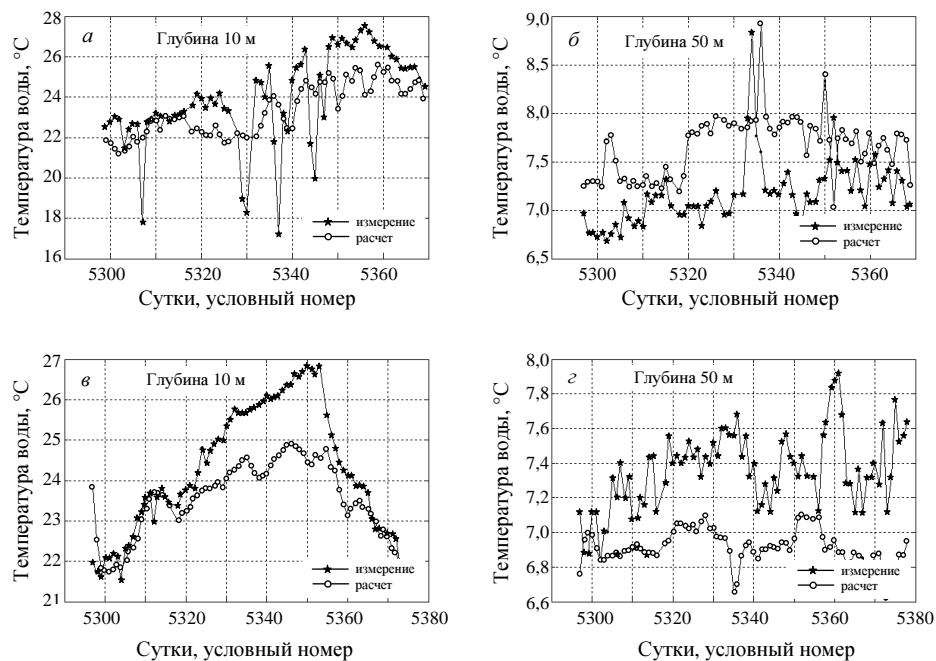 28
26
24
22
20
18
16
Температура воды, °С
а
Глубина 10 м
измерение
расчет
5300
5320
5340
5360
Сутки, условный номер
9,0
8,5
8,0
7,5
7,0
6,5
Температура воды, °С
б
Глубина 50 м
измерение
расчет
5300
5320
5340
5360
Сутки, условный номер
27
26
25
24
23
22
21
Температура воды, °С
в
Глубина 10 м
измерение
расчет
5300
5320
5340
5360
5380
Сутки, условный номер
8,0
7,8
7,6
7,4
7,2
7,0
6,8
6,6
Температура воды, °С
г
Глубина 50 м
измерение
расчет
5300
5320
5340
5360
5380
Сутки, условный номер